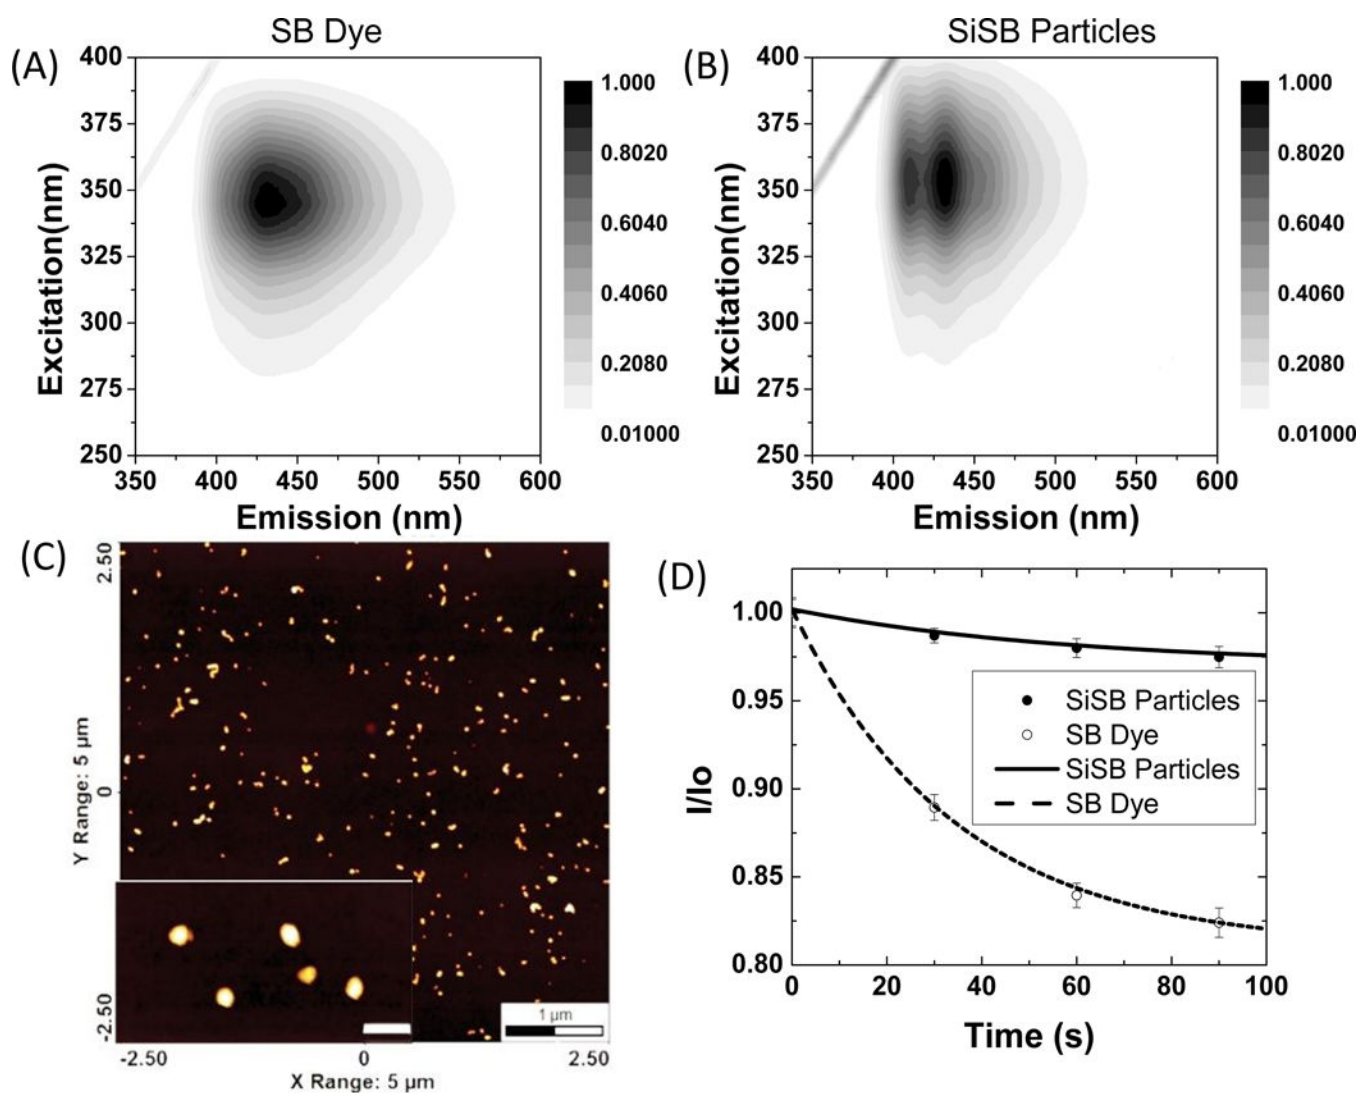 SB Dye
(A)
400
375
350
325
300
275
250
Excitation(nm)
350 400 450 500 550 600
Emission (nm)
1.000
0.8020
0.6040
0.4060
0.2080
0.01000
SiSB Particles
(B)
400
375
350
325
300
275
250
Excitation(nm)
350 400 450 500 550 600
Emission (nm)
1.000
0.8020
0.6040
0.4060
0.2080
0.01000
(C)
2.50
0
-2.50
Y Range: 5 µm
1 µm
-2.50 0 2.50
X Range: 5 µm
(D)
1.00
0.95
0.90
0.85
0.80
I/Io
SiSB Particles
SB Dye
SiSB Particles
SB Dye
0 20 40 60 80 100
Time (s)